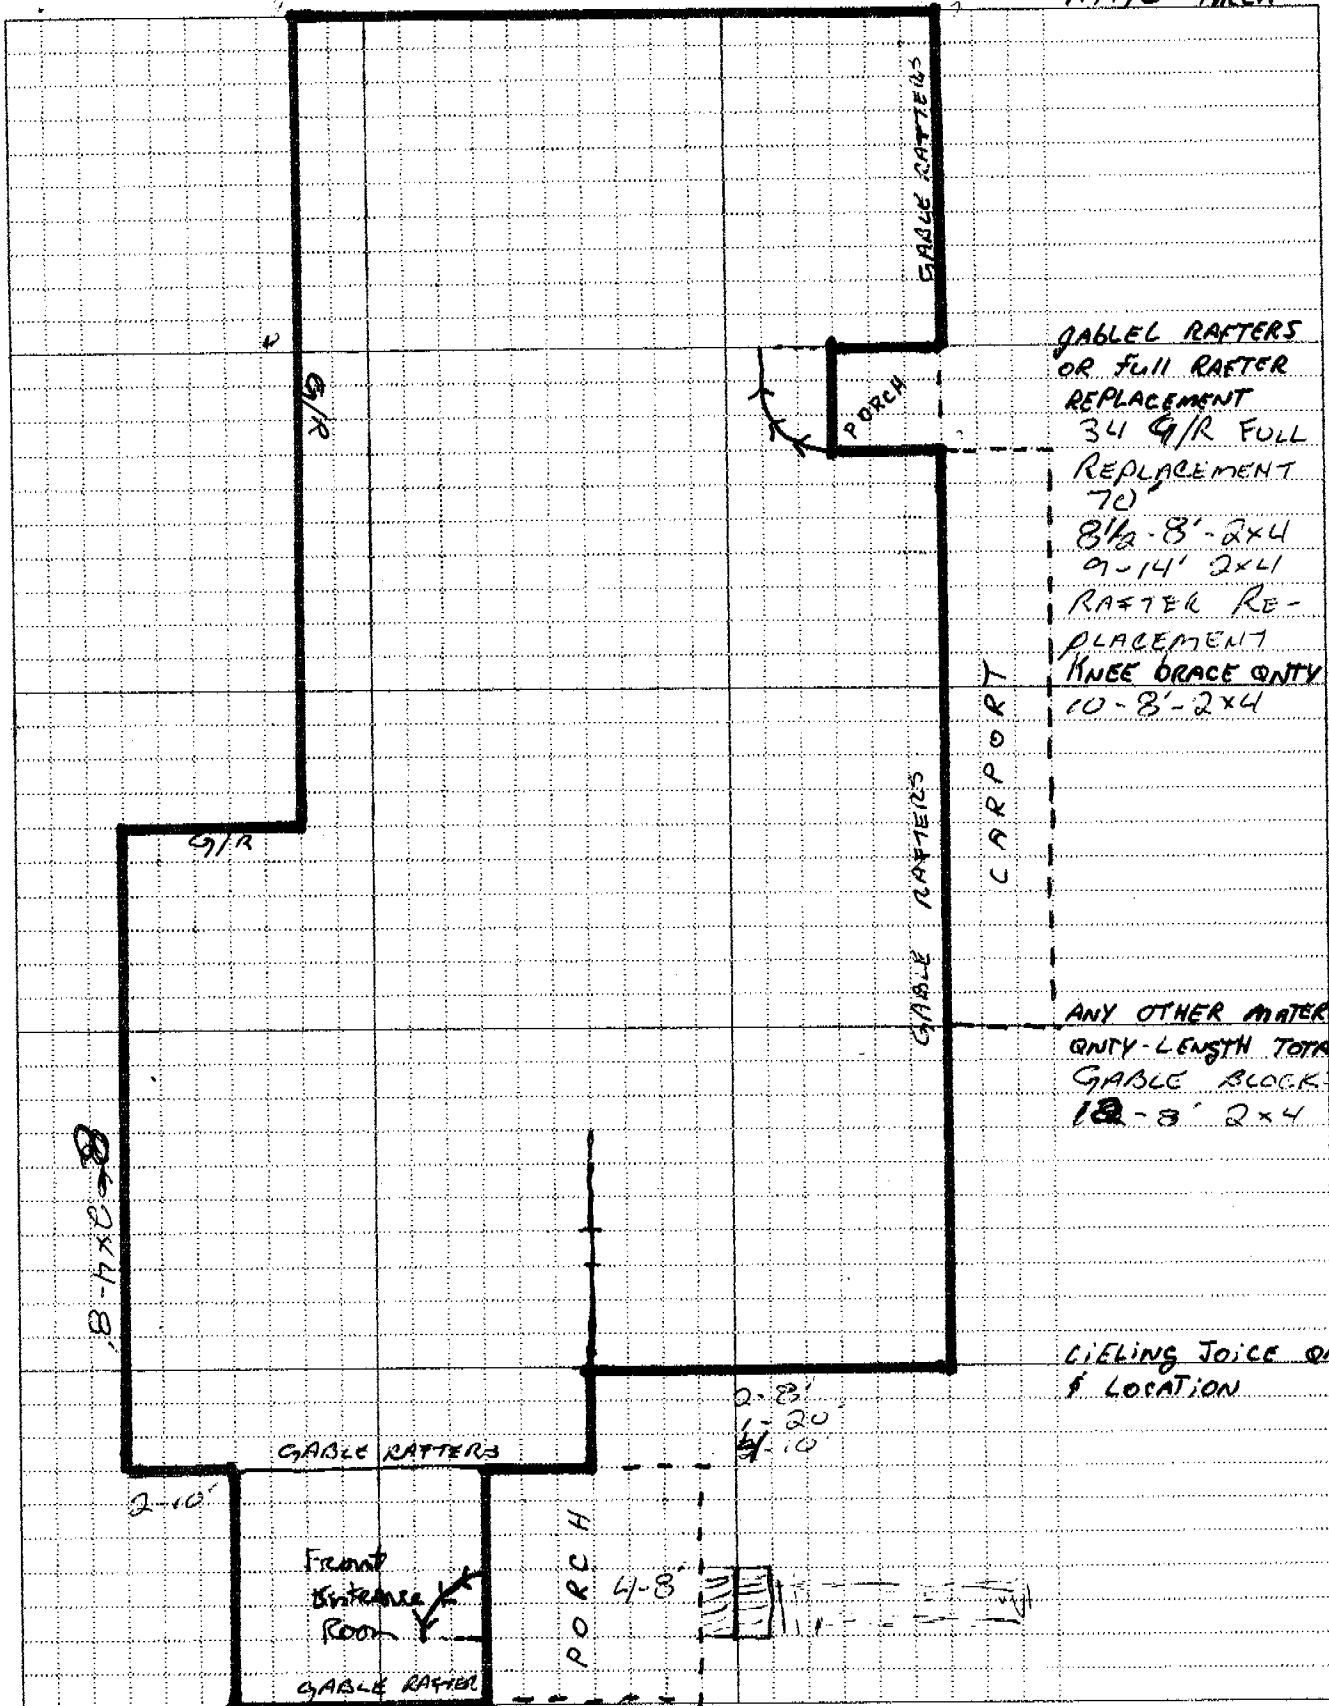 GABLE RAFTERS
G/R
PORCH
GABLEL RAFTERS
OR FULL RAFTER
REPLACEMENT
34 G/R FULL
REPLACEMENT
70'
8 1/2 - 8' - 2x4
9 - 14' 2x4
RAFTER RE-
PLACEMENT
KNEE BRACE QNTY
10 - 8' - 2x4
CARPORT
G/R
GABLE RAFTERS
ANY OTHER MATER
QNTY - LENGTH TOTA
GABLE BLOCK
- 8' 2x4
2x4 - 8'
CIELING JOICE
& LOCATION
2 - 8'
1 - 20'
- 10'
GABLE RAFTERS
2 - 10'
Front
Entrance
Room
PORCH
4 - 8'
GABLE RAFTER